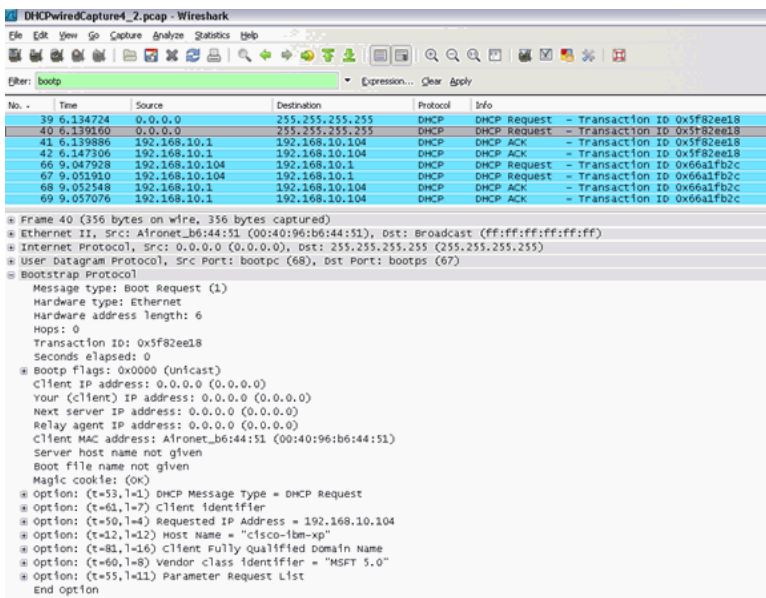 DHCPwiredCapture4_2.pcap - Wireshark
File Edit View Go Capture Analyze Statistics Help
Filter: bootp Expression... Clear Apply
No. - Time Source Destination Protocol Info
39 6.134724 0.0.0.0 255.255.255.255 DHCP DHCP Request - Transaction ID 0x5f82ee18
40 6.139160 0.0.0.0 255.255.255.255 DHCP DHCP Request - Transaction ID 0x5f82ee18
41 6.139886 192.168.10.1 192.168.10.104 DHCP DHCP ACK - Transaction ID 0x5f82ee18
42 6.147306 192.168.10.1 192.168.10.104 DHCP DHCP ACK - Transaction ID 0x5f82ee18
66 9.047928 192.168.10.104 192.168.10.1 DHCP DHCP Request - Transaction ID 0x66a1fb2c
67 9.051910 192.168.10.104 192.168.10.1 DHCP DHCP Request - Transaction ID 0x66a1fb2c
68 9.052548 192.168.10.1 192.168.10.104 DHCP DHCP ACK - Transaction ID 0x66a1fb2c
69 9.057076 192.168.10.1 192.168.10.104 DHCP DHCP ACK - Transaction ID 0x66a1fb2c
Frame 40 (356 bytes on wire, 356 bytes captured)
Ethernet II, Src: Aironet_b6:44:51 (00:40:96:b6:44:51), Dst: Broadcast (ff:ff:ff:ff:ff:ff)
Internet Protocol, Src: 0.0.0.0 (0.0.0.0), Dst: 255.255.255.255 (255.255.255.255)
User Datagram Protocol, Src Port: bootpc (68), Dst Port: bootps (67)
Bootstrap Protocol
Message type: Boot Request (1)
Hardware type: Ethernet
Hardware address length: 6
Hops: 0
Transaction ID: 0x5f82ee18
Seconds elapsed: 0
Bootp flags: 0x0000 (Unicast)
Client IP address: 0.0.0.0 (0.0.0.0)
Your (client) IP address: 0.0.0.0 (0.0.0.0)
Next server IP address: 0.0.0.0 (0.0.0.0)
Relay agent IP address: 0.0.0.0 (0.0.0.0)
Client MAC address: Aironet_b6:44:51 (00:40:96:b6:44:51)
Server host name not given
Boot file name not given
Magic cookie: (OK)
Option: (t=53,l=1) DHCP Message Type = DHCP Request
Option: (t=61,l=7) Client identifier
Option: (t=50,l=4) Requested IP Address = 192.168.10.104
Option: (t=12,l=12) Host Name = "cisco-ibm-xp"
Option: (t=81,l=16) Client Fully Qualified Domain Name
Option: (t=60,l=8) Vendor class identifier = "MSFT 5.0"
Option: (t=55,l=11) Parameter Request List
End Option